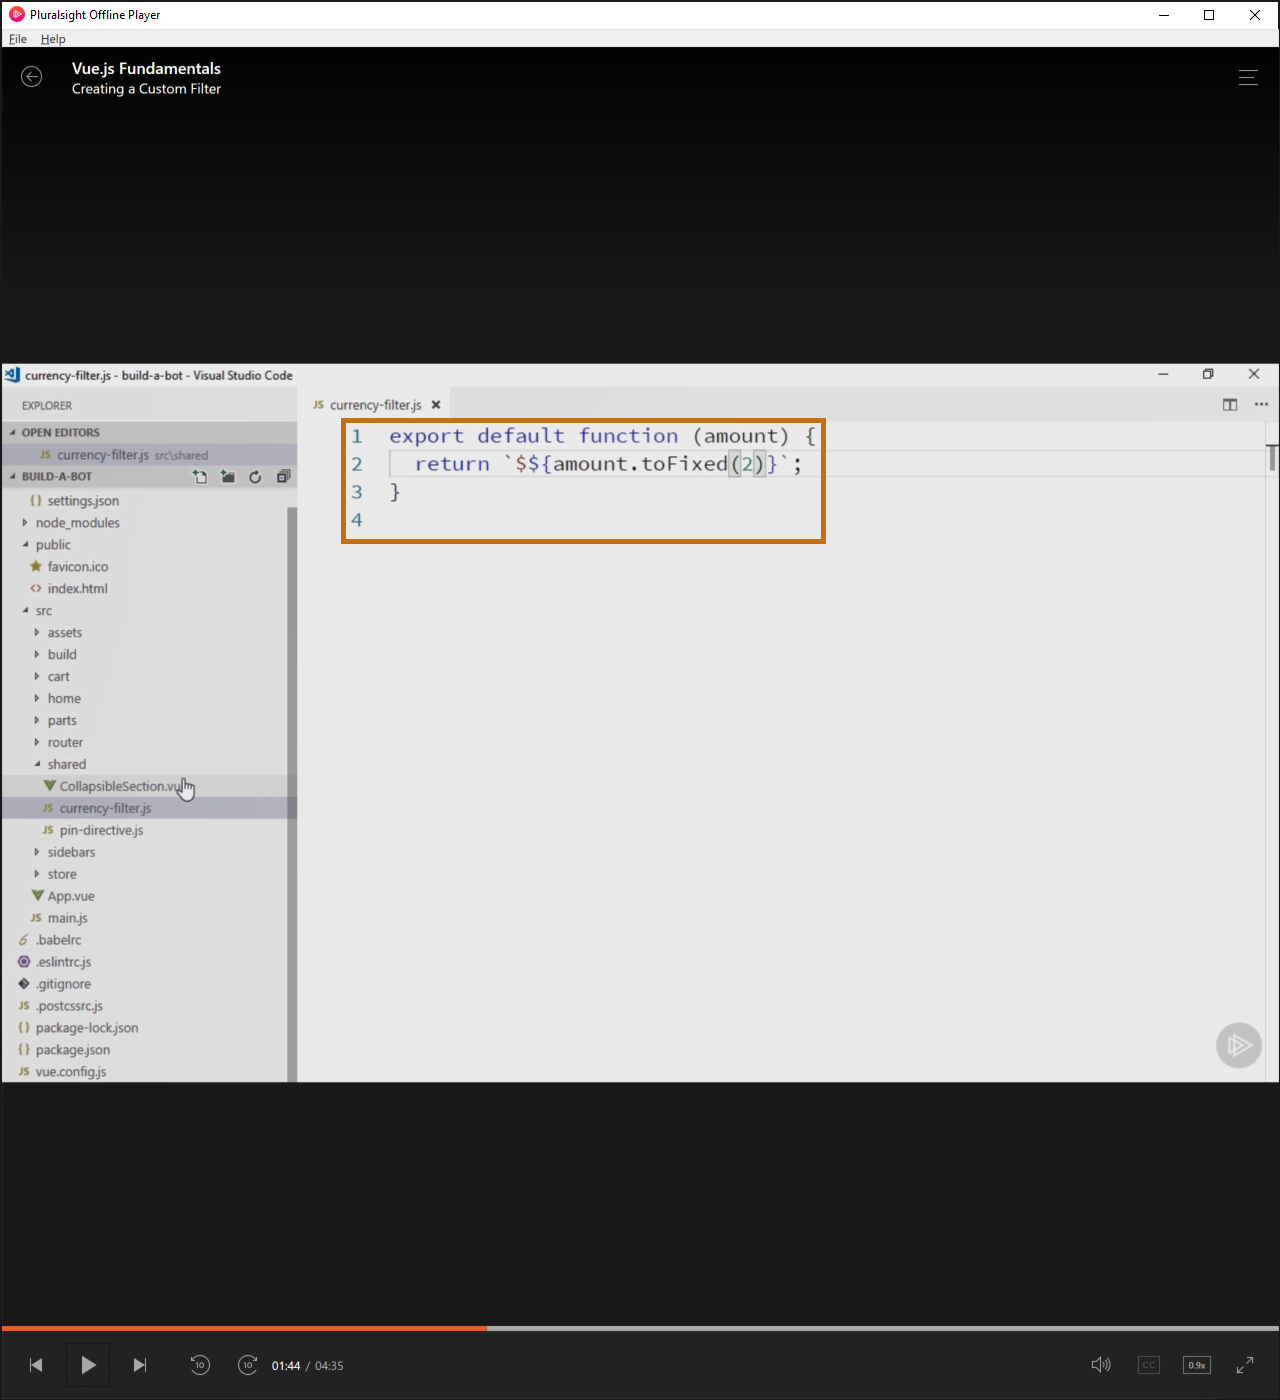 Pluralsight Offline Player
File Help
Vue.js Fundamentals
Creating a Custom Filter
currency-filter.js - build-a-bot - Visual Studio Code
EXPLORER
JS currency-filter.js
OPEN EDITORS
JS currency-filter.js src\shared
BUILD-A-BOT
{} settings.json
node_modules
public
favicon.ico
<> index.html
src
assets
build
cart
home
parts
router
shared
CollapsibleSection.vu
JS currency-filter.js
JS pin-directive.js
sidebars
store
App.vue
JS main.js
.babelrc
.eslintrc.js
.gitignore
JS .postcssrc.js
{} package-lock.json
{} package.json
JS vue.config.js
1 export default function (amount) {
2 return `$${amount.toFixed(2)}`;
3 }
4
10 10 01:44 / 04:35 CC 0.9x